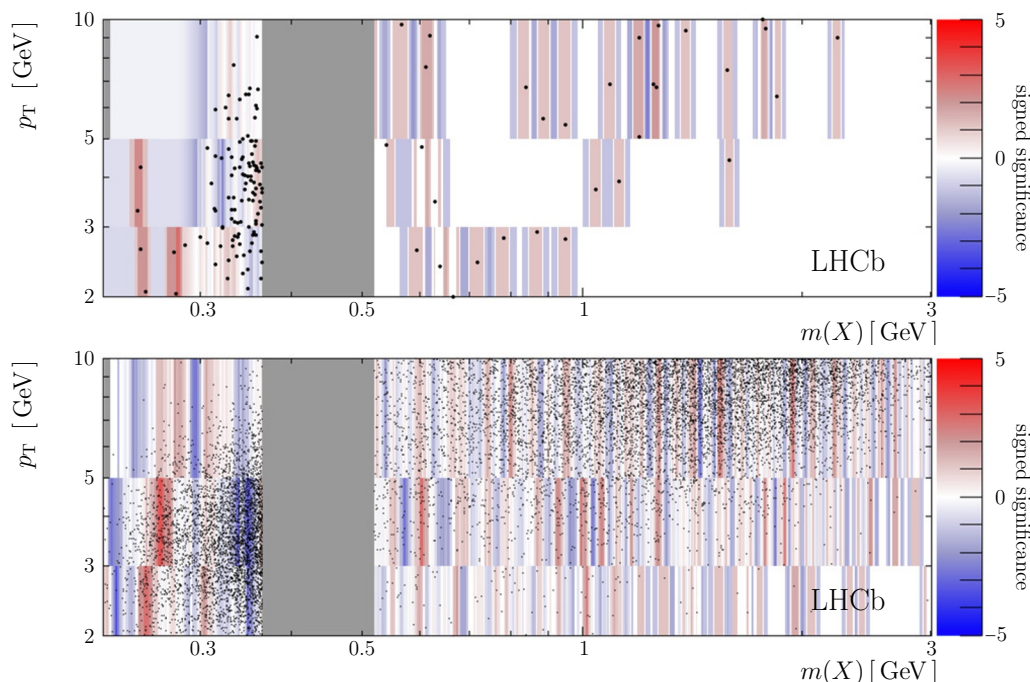 10
5
3
2
p_T [GeV]
0.3 0.5 1 3
m(X) [GeV]
LHCb
5
0
−5
signed significance
10
5
3
2
p_T [GeV]
0.3 0.5 1 3
m(X) [GeV]
LHCb
5
0
−5
signed significance